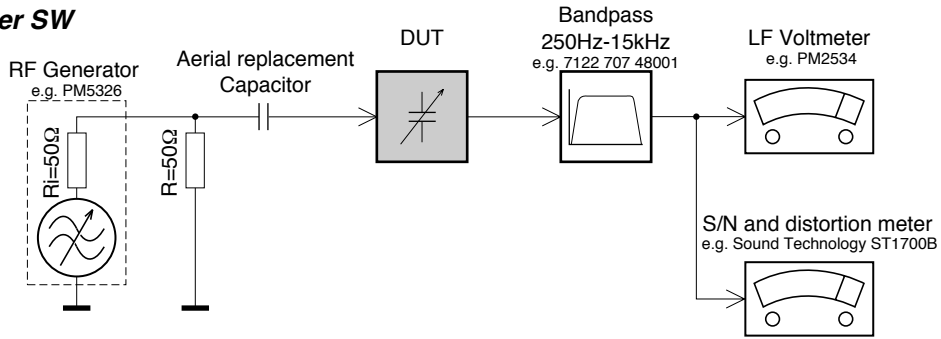 SW
RF Generator
e.g. PM5326
Ri=50Ω
Aerial replacement
Capacitor
R=50Ω
DUT
Bandpass
250Hz-15kHz
e.g. 7122 707 48001
LF Voltmeter
e.g. PM2534
S/N and distortion meter
e.g. Sound Technology ST1700B